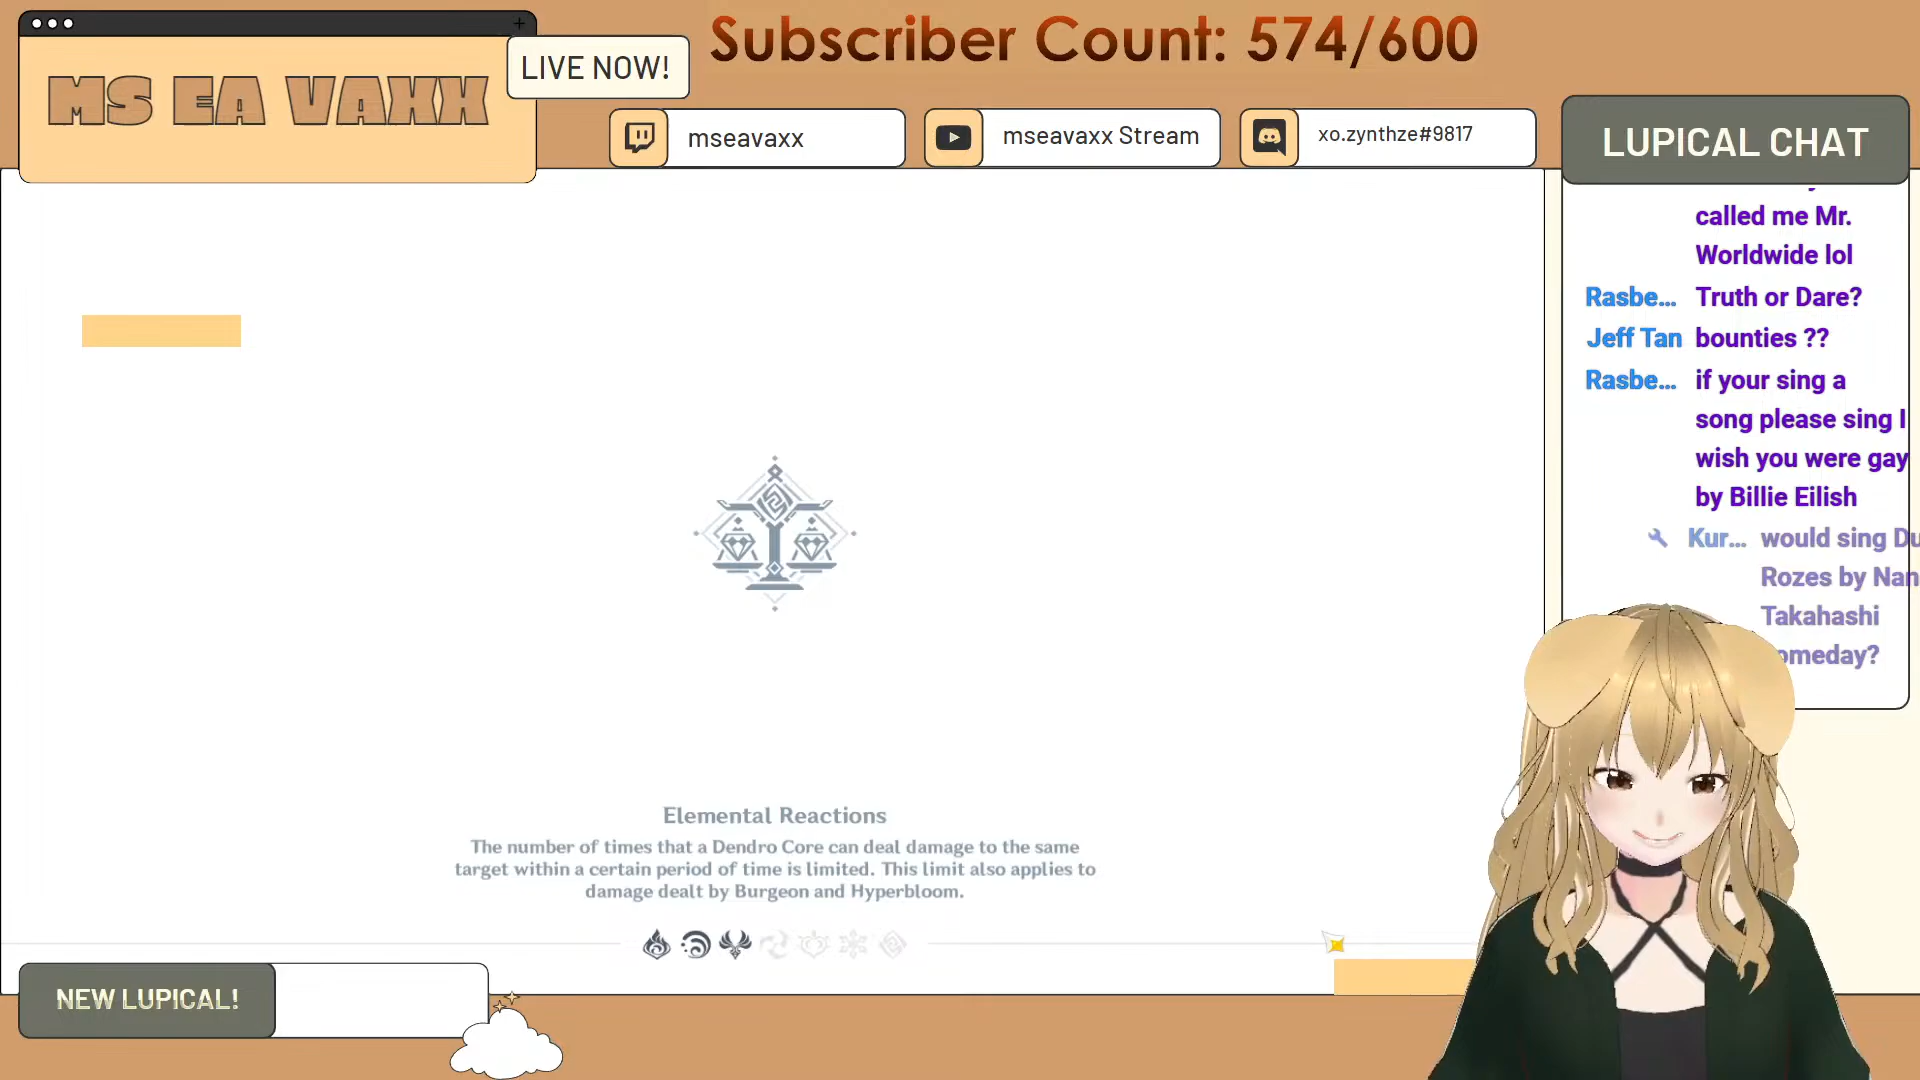 MS EA VAXX
LIVE NOW!
Subscriber Count: 574/600
mseavaxx
mseavaxx Stream
xo.zynthze#9817
LUPICAL CHAT
called me Mr.
Worldwide lol
Rasbe... Truth or Dare?
Jeff Tan bounties ??
Rasbe... if your sing a
song please sing I
wish you were gay
by Billie Eilish
Kur... would sing Du
Rozes by Nan
Takahashi
omeday?
Elemental Reactions
The number of times that a Dendro Core can deal damage to the same
target within a certain period of time is limited. This limit also applies to
damage dealt by Burgeon and Hyperbloom.
NEW LUPICAL!